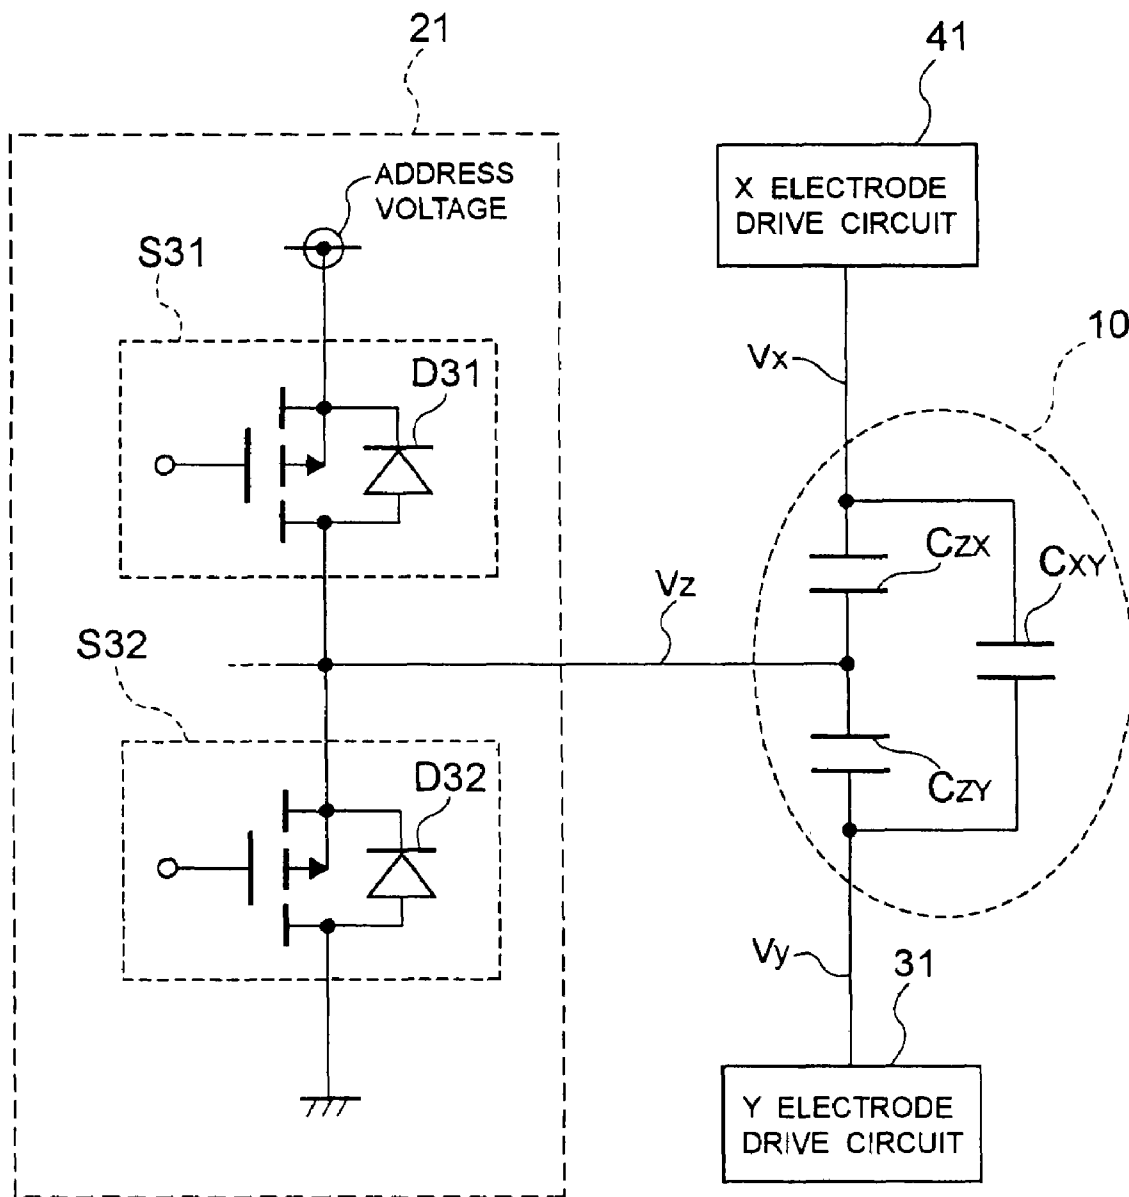 21
41
ADDRESS
VOLTAGE
X ELECTRODE
DRIVE CIRCUIT
S31
10
D31
Vx
CZX
CXY
Vz
S32
D32
CZY
Vy
31
Y ELECTRODE
DRIVE CIRCUIT